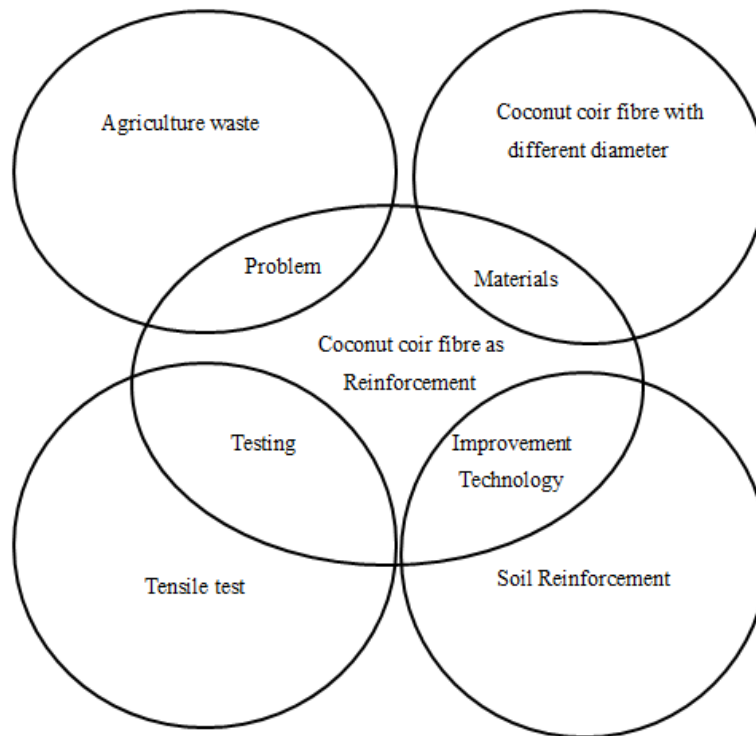 Agriculture waste
Coconut coir fibre with
different diameter
Problem
Materials
Coconut coir fibre as
Reinforcement
Testing
Improvement
Technology
Tensile test
Soil Reinforcement